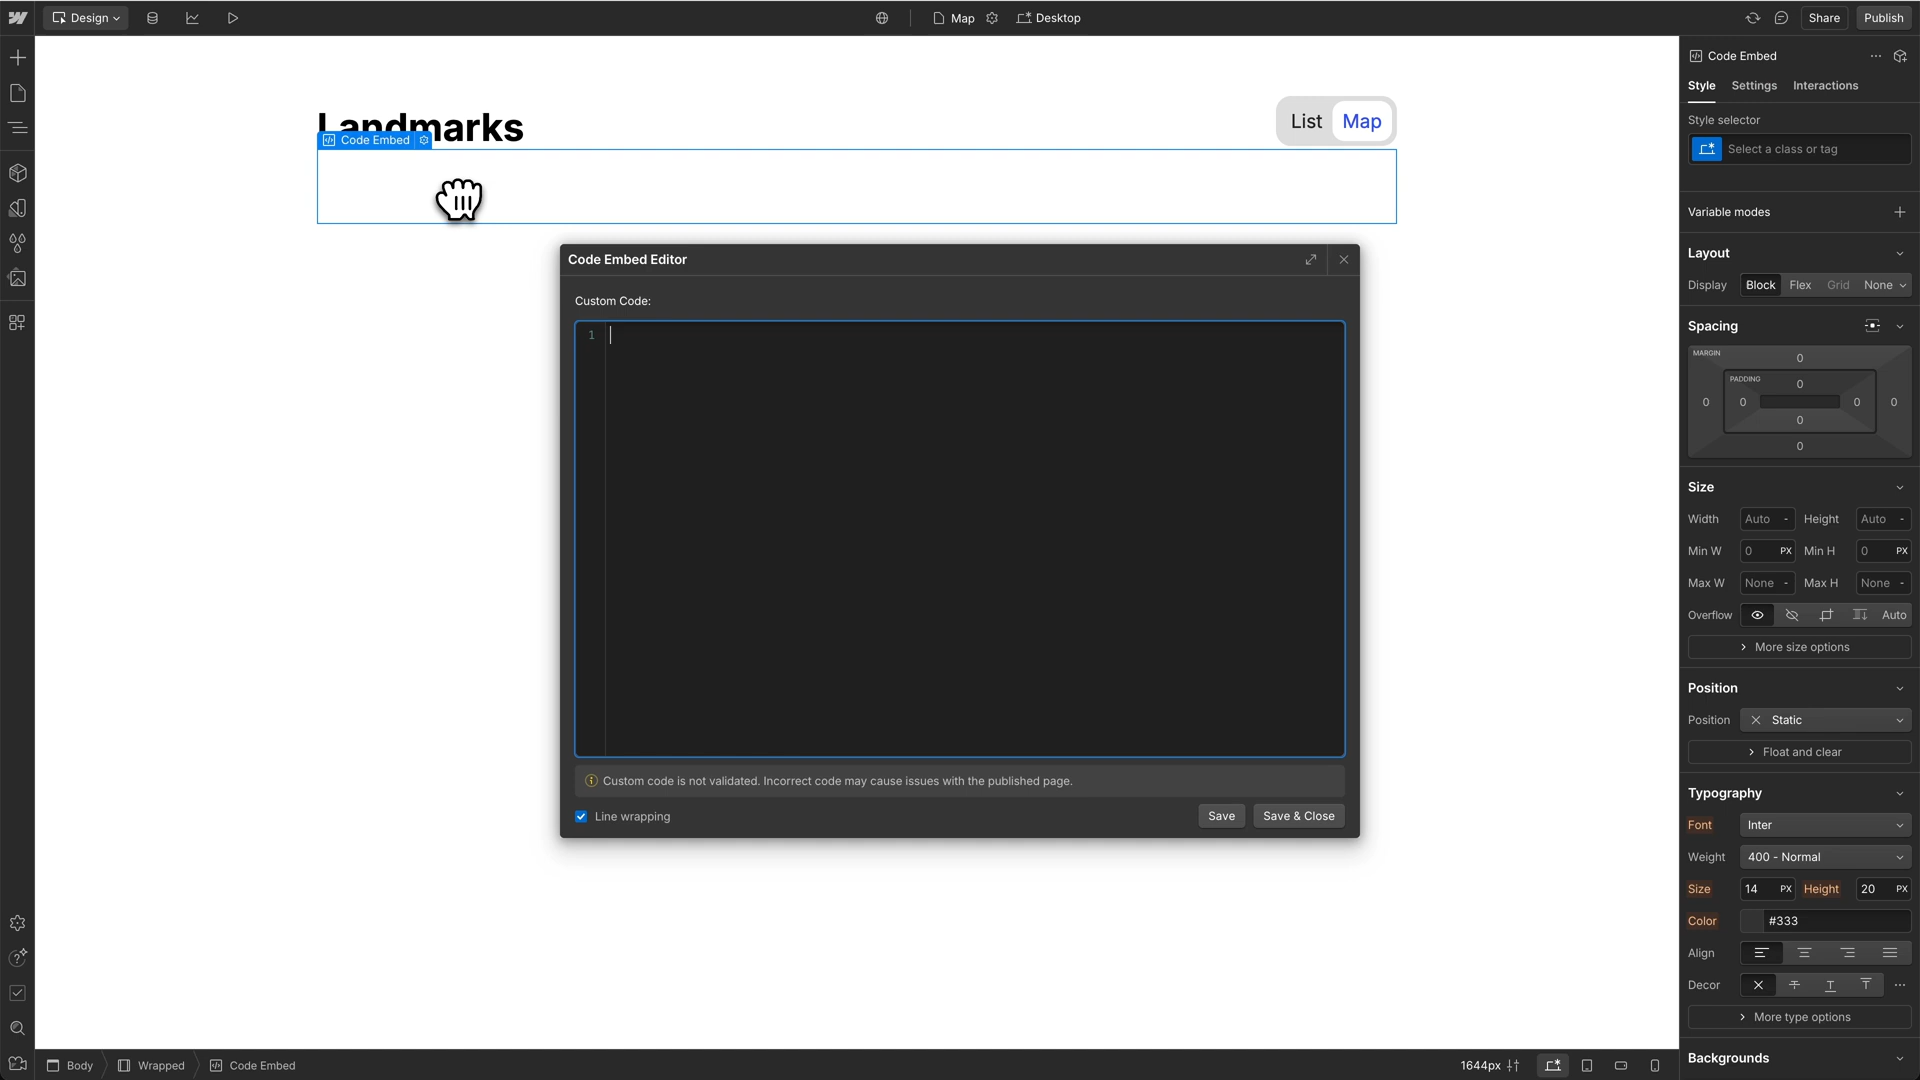 Design
Map
Desktop
Share
Publish
Landmarks
Code Embed
List
Map
Code Embed Editor
Custom Code:
1
Custom code is not validated. Incorrect code may cause issues with the published page.
Line wrapping
Save
Save & Close
Code Embed
Style
Settings
Interactions
Style selector
Select a class or tag
Variable modes
Layout
Display
Block
Flex
Grid
None
Spacing
MARGIN
0
PADDING
0
0
0
0
0
0
0
Size
Width
Auto
-
Height
Auto
-
Min W
0
PX
Min H
0
PX
Max W
None
-
Max H
None
-
Overflow
Auto
More size options
Position
Position
Static
Float and clear
Typography
Font
Inter
Weight
400 - Normal
Size
14
PX
Height
20
PX
Color
#333
Align
Decor
More type options
Backgrounds
Body
Wrapped
Code Embed
1644px